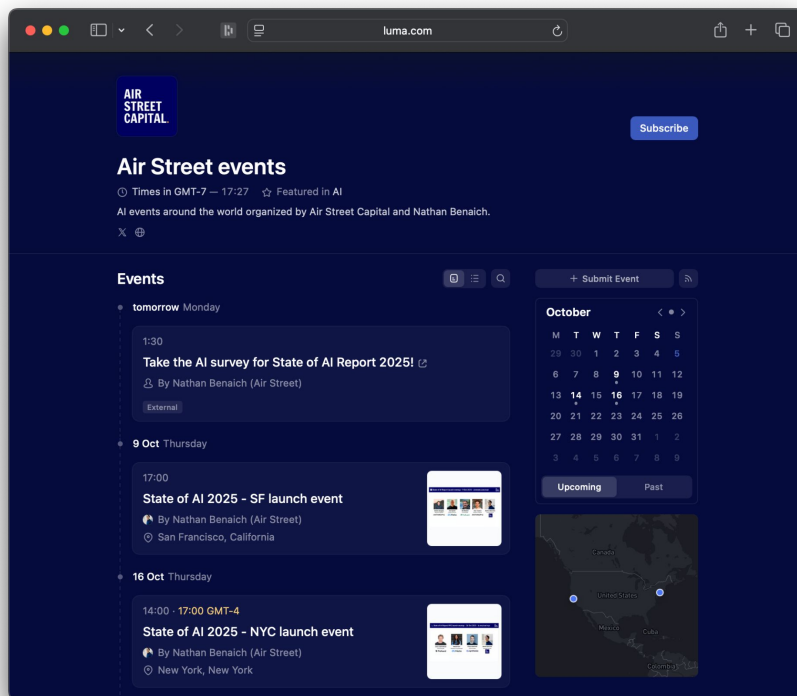 luma.com
AIR
STREET
CAPITAL.
Subscribe
Air Street events
Times in GMT-7 — 17:27 Featured in AI
AI events around the world organized by Air Street Capital and Nathan Benaich.
Events
tomorrow Monday
1:30
Take the AI survey for State of AI Report 2025!
By Nathan Benaich (Air Street)
External
9 Oct Thursday
17:00
State of AI 2025 - SF launch event
By Nathan Benaich (Air Street)
San Francisco, California
16 Oct Thursday
14:00 · 17:00 GMT-4
State of AI 2025 - NYC launch event
By Nathan Benaich (Air Street)
New York, New York
+ Submit Event
October
M T W T F S S
29 30 1 2 3 4 5
6 7 8 9 10 11 12
13 14 15 16 17 18 19
20 21 22 23 24 25 26
27 28 29 30 31 1 2
3 4 5 6 7 8 9
Upcoming Past
Canada
United States
Mexico
Cuba
Colombia